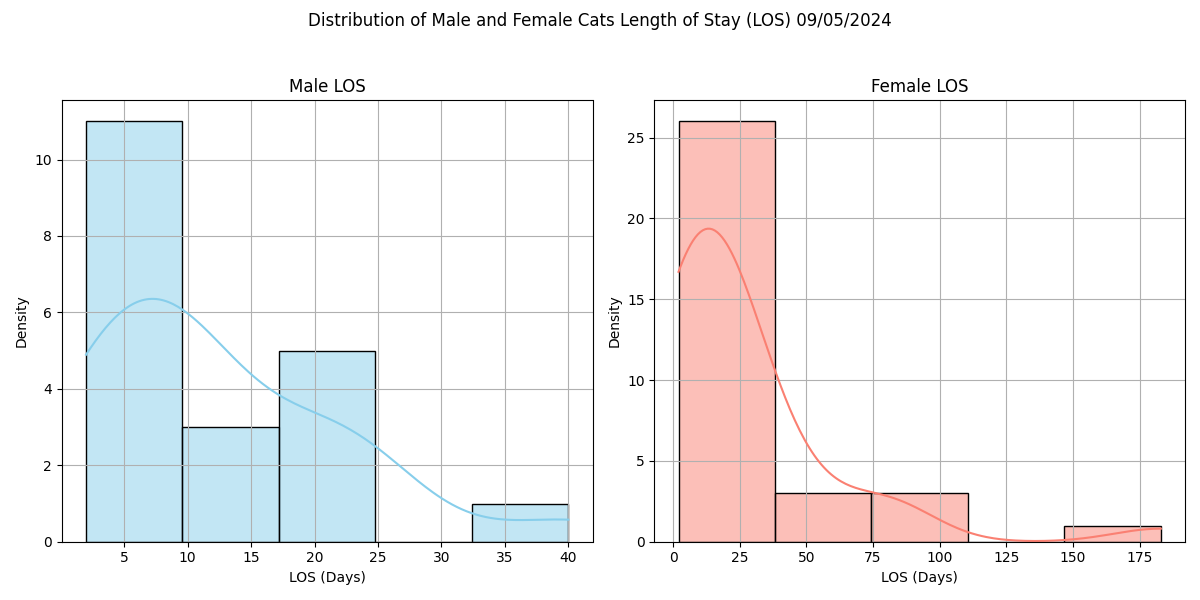 Distribution of Male and Female Cats Length of Stay (LOS) 09/05/2024
Male LOS
Density
10
8
6
4
2
0
5 10 15 20 25 30 35 40
LOS (Days)
Female LOS
Density
25
20
15
10
5
0
0 25 50 75 100 125 150 175
LOS (Days)